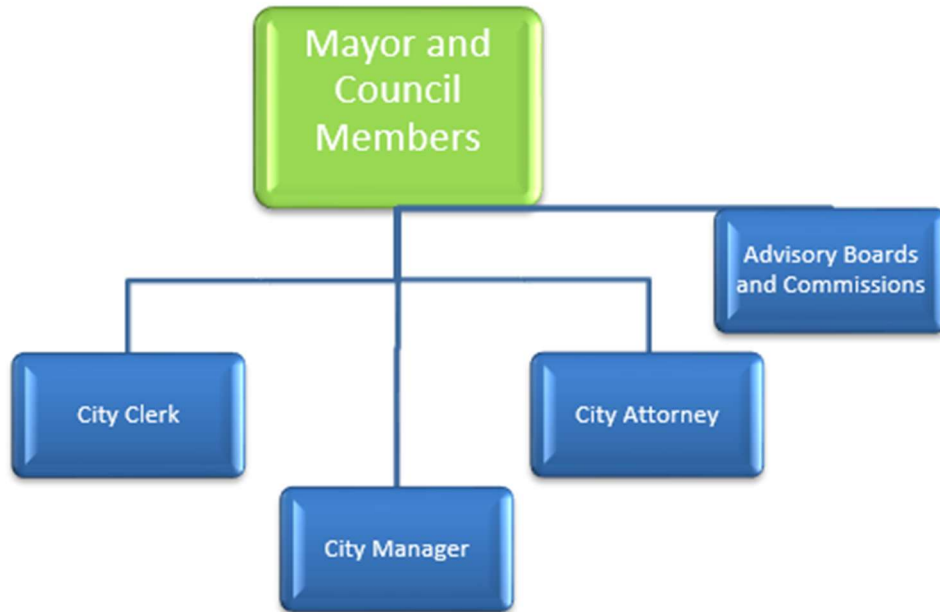 Mayor and
Council
Members
Advisory Boards
and Commissions
City Clerk
City Attorney
City Manager